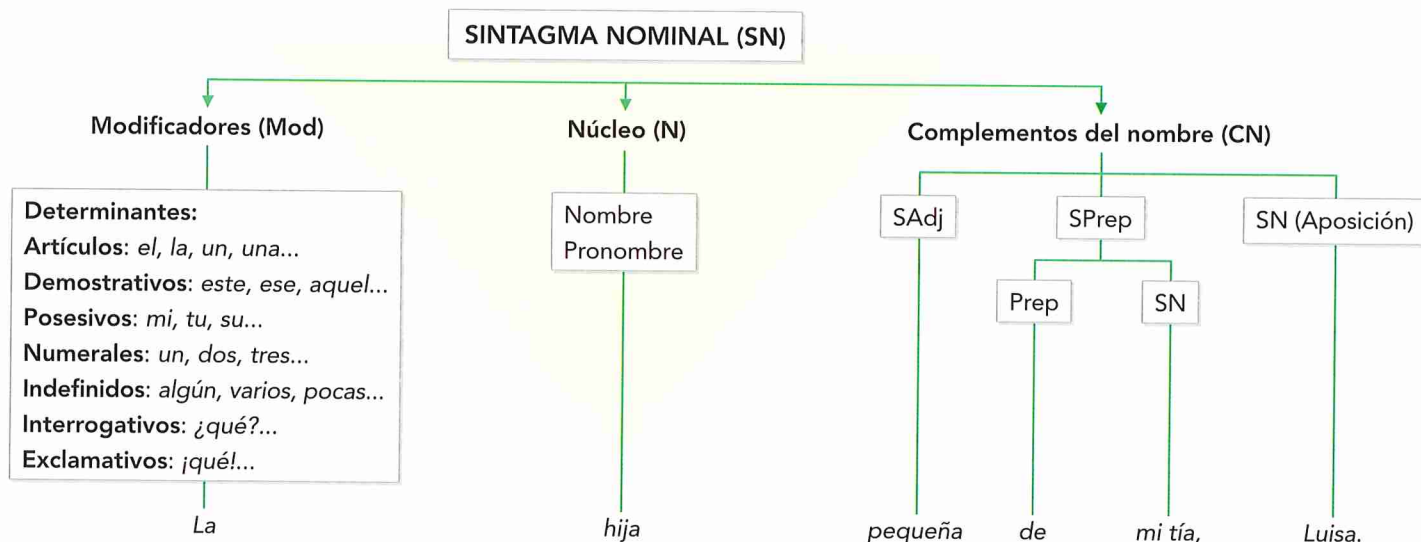 SINTAGMA NOMINAL (SN)
Modificadores (Mod)
Núcleo (N)
Complementos del nombre (CN)
Determinantes:
Artículos: el, la, un, una...
Demostrativos: este, ese, aquel...
Posesivos: mi, tu, su...
Numerales: un, dos, tres...
Indefinidos: algún, varios, pocas...
Interrogativos: ¿qué?...
Exclamativos: ¡qué!...
Nombre
Pronombre
SAdj
SPrep
SN (Aposición)
Prep
SN
La
hija
pequeña
de
mi tía,
Luisa.